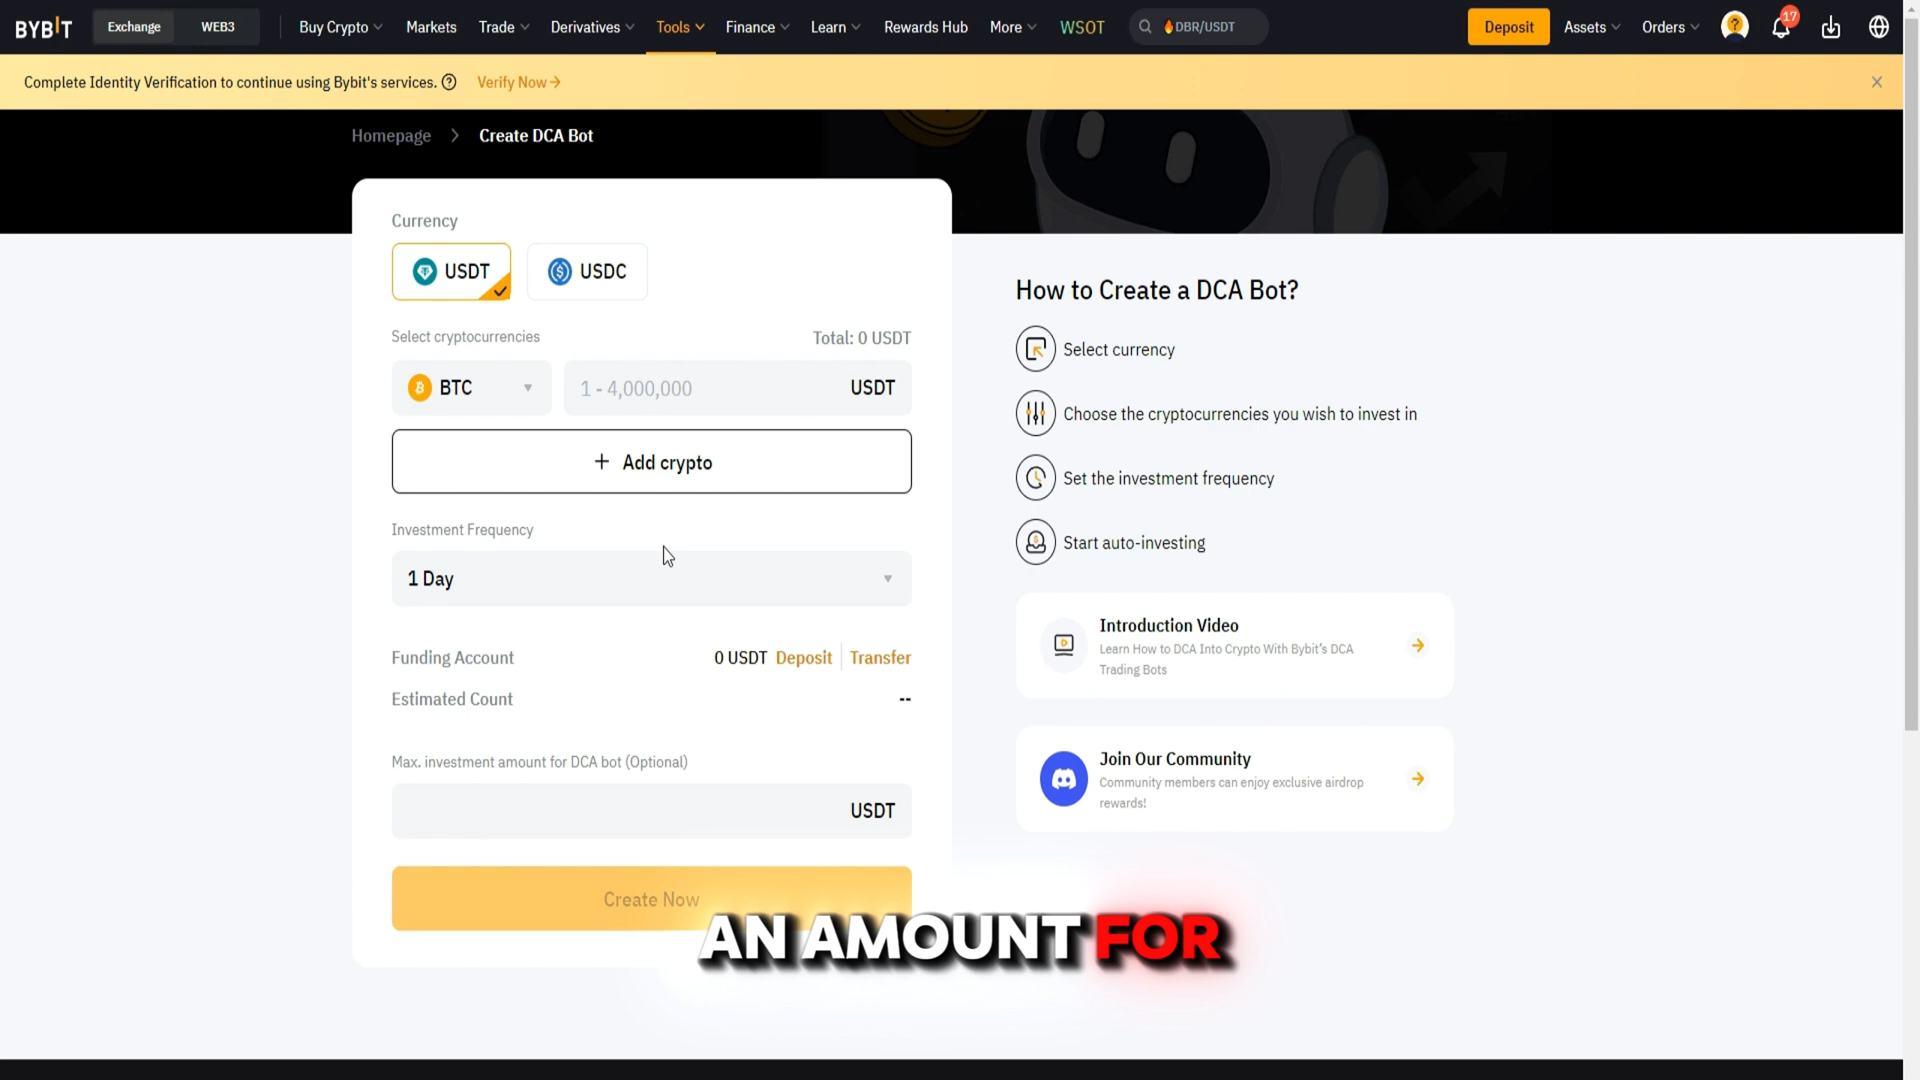 BYBIT Exchange WEB3 Buy Crypto Markets Trade Derivatives Tools Finance Learn Rewards Hub More WSOT DBR/USDT Deposit Assets Orders 17
Complete Identity Verification to continue using Bybit's services. Verify Now
Homepage Create DCA Bot
Currency
USDT USDC
Select cryptocurrencies Total: 0 USDT
BTC 1 - 4,000,000 USDT
+ Add crypto
Investment Frequency
1 Day
Funding Account 0 USDT Deposit Transfer
Estimated Count --
Max. investment amount for DCA bot (Optional)
USDT
Create Now
How to Create a DCA Bot?
Select currency
Choose the cryptocurrencies you wish to invest in
Set the investment frequency
Start auto-investing
Introduction Video
Learn How to DCA Into Crypto With Bybit's DCA
Trading Bots
Join Our Community
Community members can enjoy exclusive airdrop
rewards!
AN AMOUNT FOR